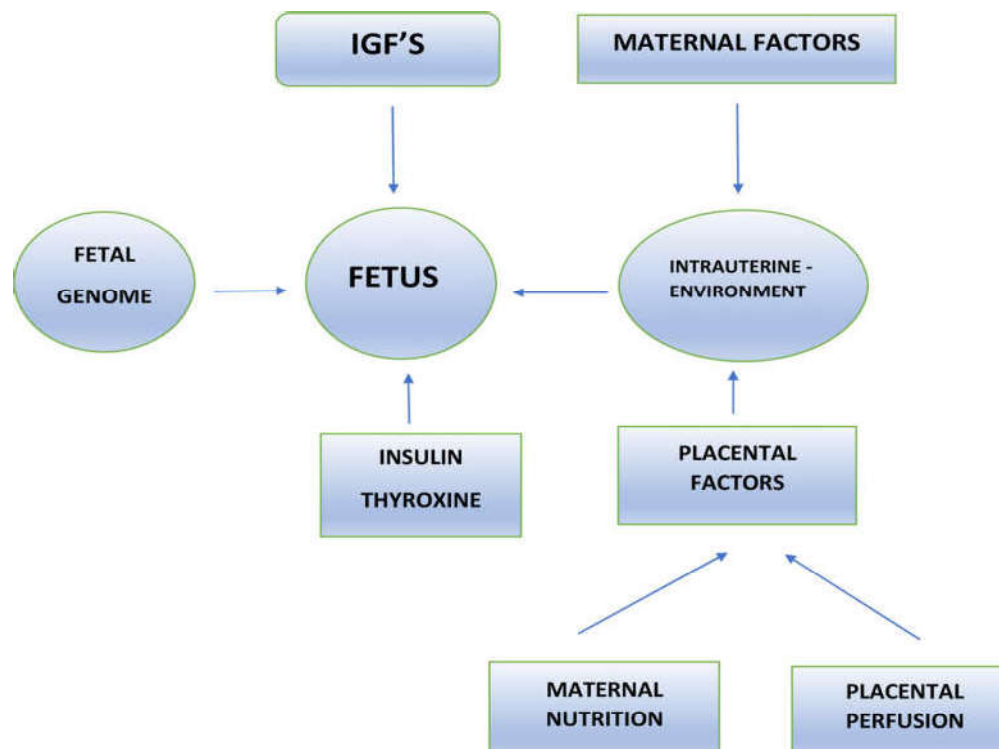 IGF'S
MATERNAL FACTORS
FETAL
GENOME
FETUS
INTRAUTERINE -
ENVIRONMENT
INSULIN
THYROXINE
PLACENTAL
FACTORS
MATERNAL
NUTRITION
PLACENTAL
PERFUSION